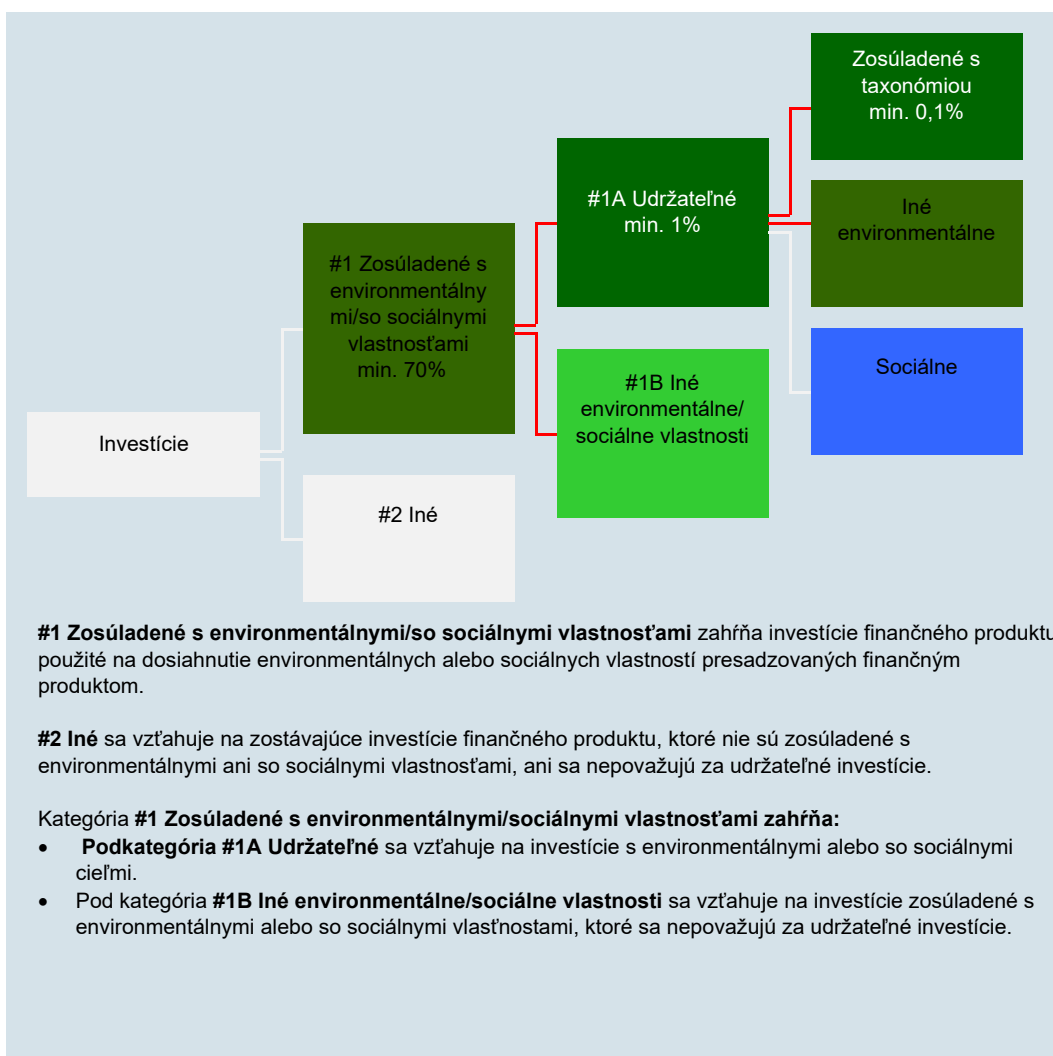 Zosúladené s
taxonómiou
min. 0,1%
#1A Udržateľné
min. 1%
Iné
environmentálne
#1 Zosúladené s
environmentálny
mi/so sociálnymi
vlastnosťami
min. 70%
Sociálne
#1B Iné
environmentálne/
sociálne vlastnosti
Investície
#2 Iné
#1 Zosúladené s environmentálnymi/so sociálnymi vlastnosťami zahŕňa investície finančného produktu
použité na dosiahnutie environmentálnych alebo sociálnych vlastností presadzovaných finančným
produktom.
#2 Iné sa vzťahuje na zostávajúce investície finančného produktu, ktoré nie sú zosúladené s
environmentálnymi ani so sociálnymi vlastnosťami, ani sa nepovažujú za udržateľné investície.
Kategória #1 Zosúladené s environmentálnymi/sociálnymi vlastnosťami zahŕňa:
• Podkategória #1A Udržateľné sa vzťahuje na investície s environmentálnymi alebo so sociálnymi
cieľmi.
• Pod kategória #1B Iné environmentálne/sociálne vlastnosti sa vzťahuje na investície zosúladené s
environmentálnymi alebo so sociálnymi vlasťnostami, ktoré sa nepovažujú za udržateľné investície.